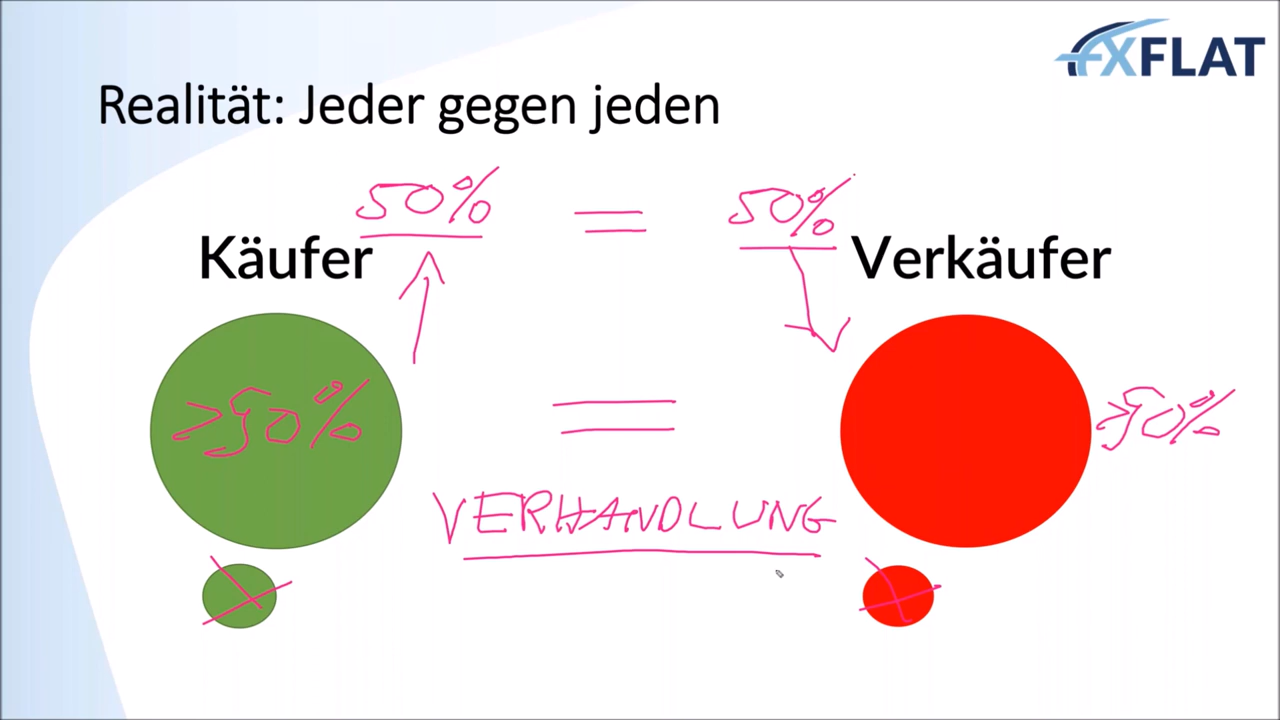 FXFLAT
Realität: Jeder gegen jeden
50% = 50%
Käufer
Verkäufer
>50% = >50%
VERHANDLUNG